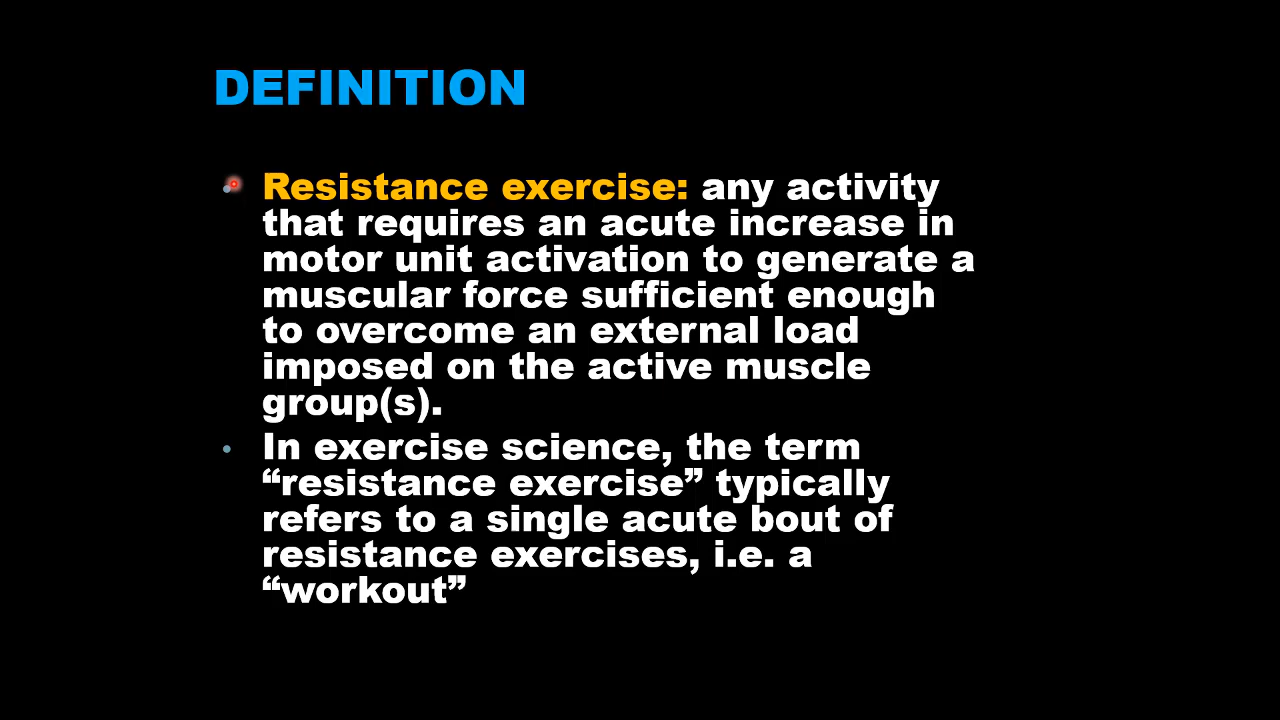 DEFINITION
• Resistance exercise: any activity
that requires an acute increase in
motor unit activation to generate a
muscular force sufficient enough
to overcome an external load
imposed on the active muscle
group(s).
• In exercise science, the term
“resistance exercise” typically
refers to a single acute bout of
resistance exercises, i.e. a
“workout”